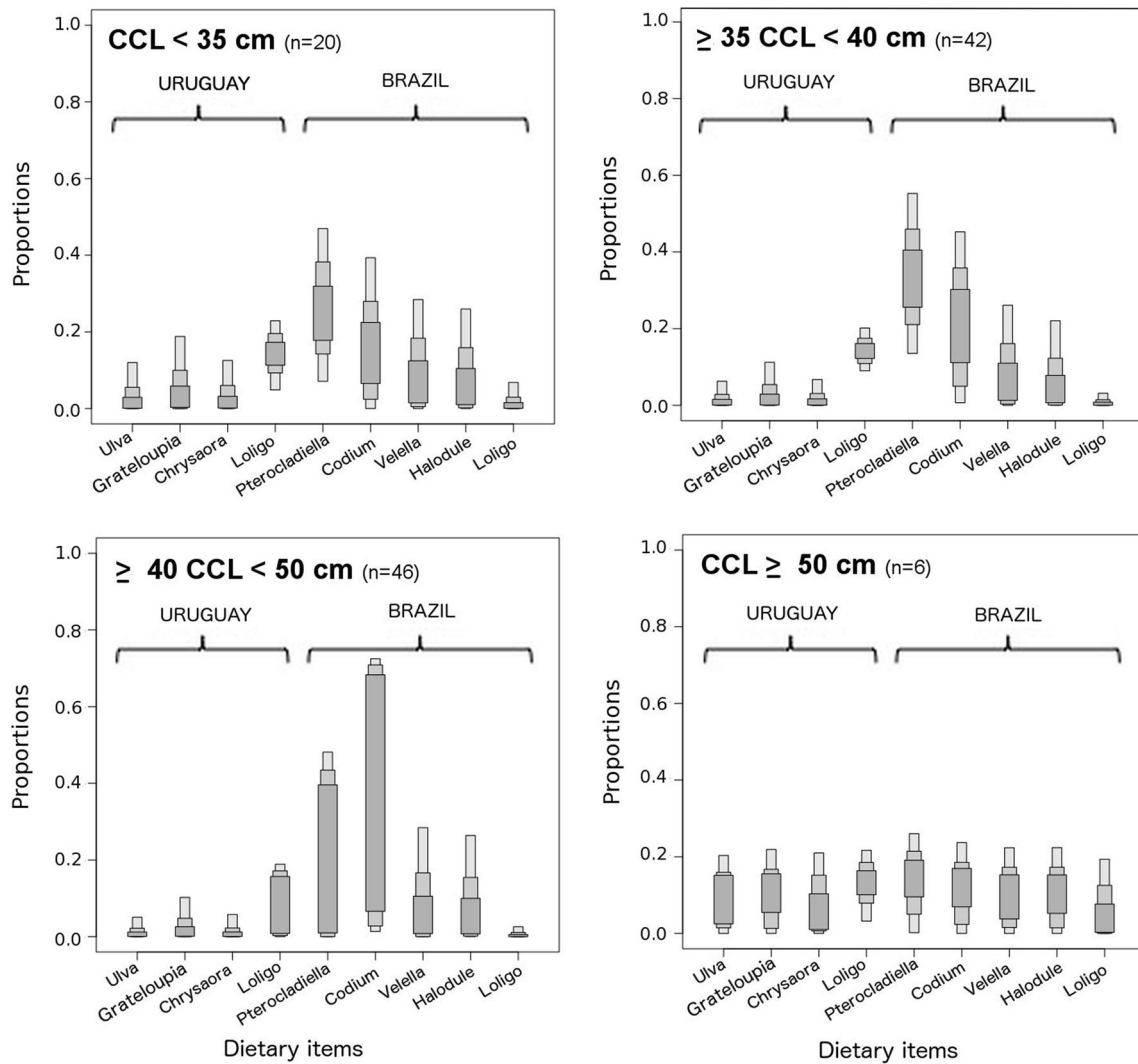 CCL < 35 cm (n=20)
URUGUAY
BRAZIL
Proportions
1.0
0.8
0.6
0.4
0.2
0.0
Ulva
Grateloupia
Chrysaora
Loligo
Pterocladiella
Codium
Velella
Halodule
Loligo
≥ 35 CCL < 40 cm (n=42)
URUGUAY
BRAZIL
Proportions
1.0
0.8
0.6
0.4
0.2
0.0
Ulva
Grateloupia
Chrysaora
Loligo
Pterocladiella
Codium
Velella
Halodule
Loligo
≥ 40 CCL < 50 cm (n=46)
URUGUAY
BRAZIL
Proportions
1.0
0.8
0.6
0.4
0.2
0.0
Ulva
Grateloupia
Chrysaora
Loligo
Pterocladiella
Codium
Velella
Halodule
Loligo
Dietary items
CCL ≥ 50 cm (n=6)
URUGUAY
BRAZIL
Proportions
1.0
0.8
0.6
0.4
0.2
0.0
Ulva
Grateloupia
Chrysaora
Loligo
Pterocladiella
Codium
Velella
Halodule
Loligo
Dietary items